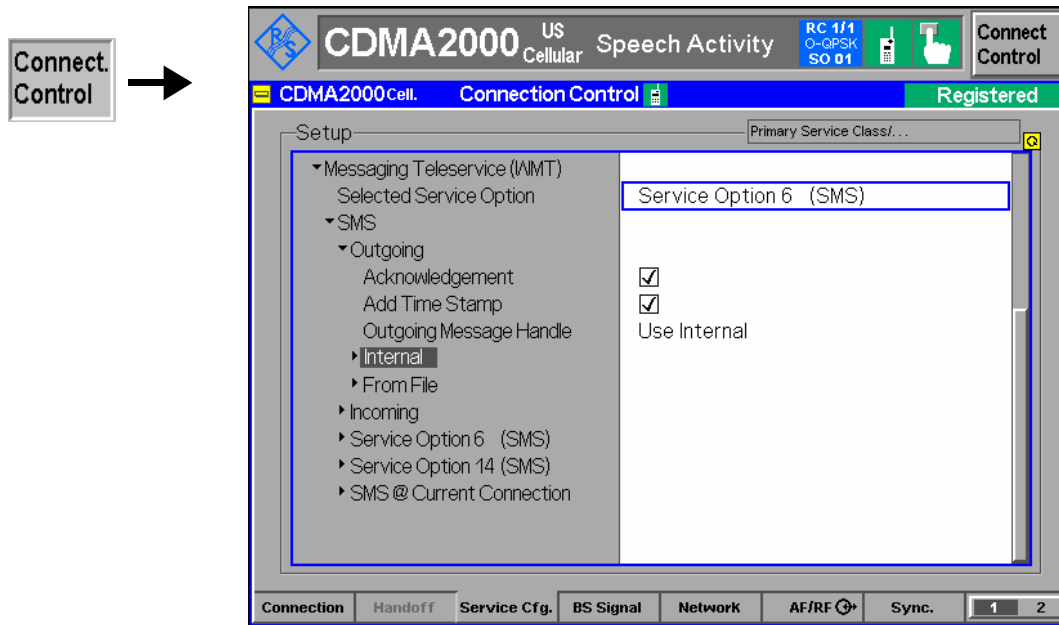 Connect.
Control
R&S
CDMA2000 US Cellular Speech Activity
RC 1/1
O-QPSK
SO 01
Connect
Control
CDMA2000 Cell. Connection Control Registered
Setup Primary Service Class/...
Messaging Teleservice (WMT)
Selected Service Option Service Option 6 (SMS)
SMS
Outgoing
Acknowledgement
Add Time Stamp
Outgoing Message Handle Use Internal
Internal
From File
Incoming
Service Option 6 (SMS)
Service Option 14 (SMS)
SMS @ Current Connection
Connection Handoff Service Cfg. BS Signal Network AF/RF Sync. 1 2